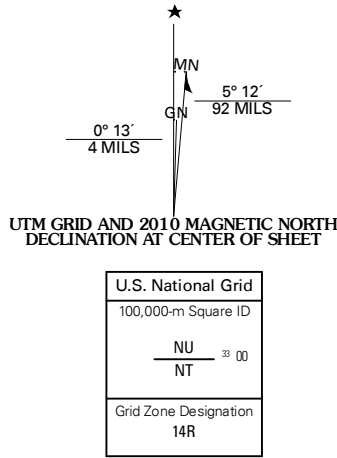 ★
MN
GN
5° 12´
92 MILS
0° 13´
4 MILS
UTM GRID AND 2010 MAGNETIC NORTH
DECLINATION AT CENTER OF SHEET
U.S. National Grid
100,000-m Square ID
NU
33 00
NT
Grid Zone Designation
14R